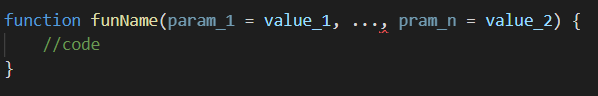 function funName(param_1 = value_1, ..., pram_n = value_2) {
//code
}